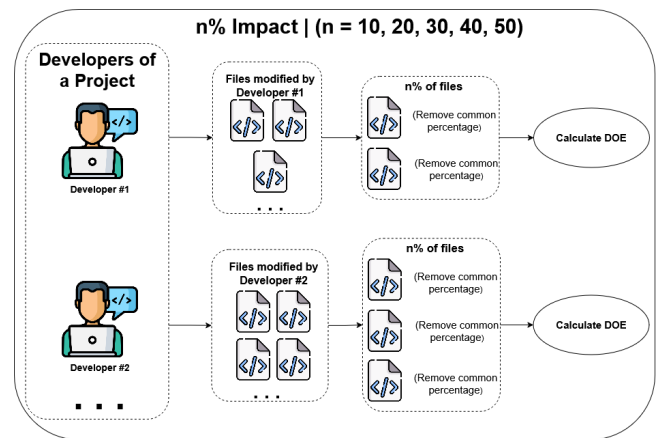 n% Impact | (n = 10, 20, 30, 40, 50)
Developers of
a Project
</>
Developer #1
Files modified by
Developer #1
</>
</>
</>
. . .
n% of files
</>
(Remove common
percentage)
</>
(Remove common
percentage)
Calculate DOE
</>
Developer #2
. . .
Files modified by
Developer #2
</>
</>
</>
</>
. . .
n% of files
</>
(Remove common
percentage)
</>
(Remove common
percentage)
</>
(Remove common
percentage)
Calculate DOE